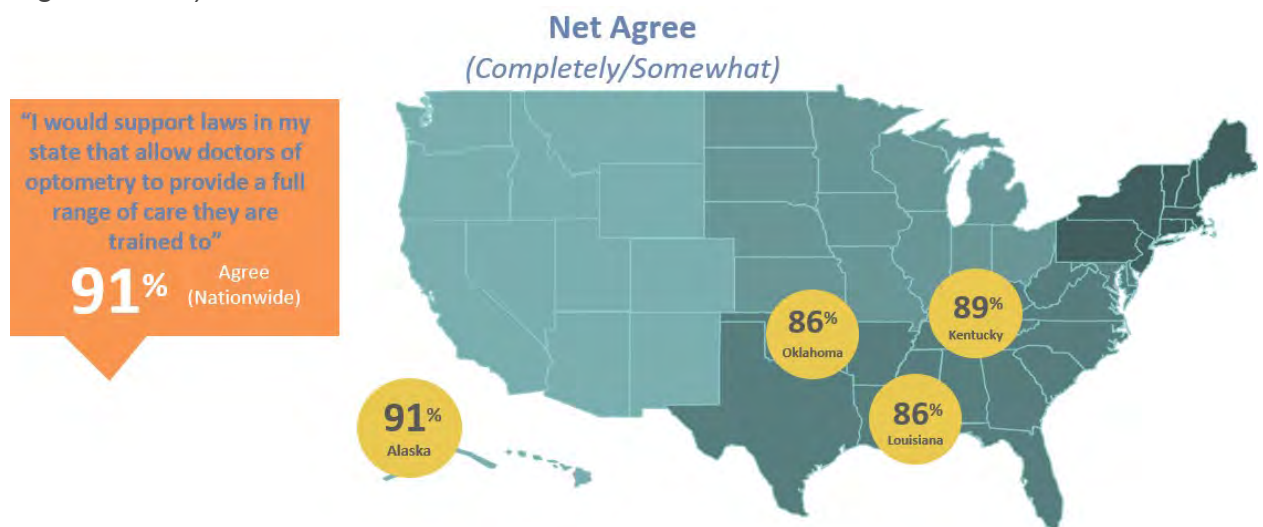 Net Agree
(Completely/Somewhat)
"I would support laws in my
state that allow doctors of
optometry to provide a full
range of care they are
trained to"
91% Agree
(Nationwide)
86%
Oklahoma
89%
Kentucky
91%
Alaska
86%
Louisiana